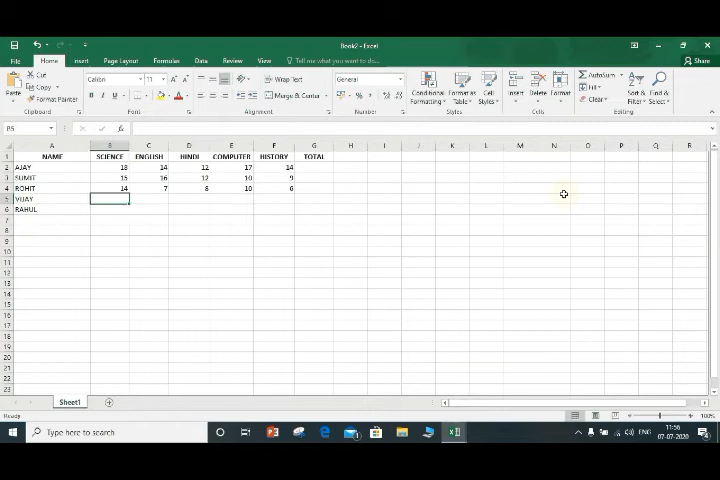 Book2 - Excel
File Home Insert Page Layout Formulas Data Review View Tell me what you want to do... Share
Cut
Copy
Format Painter
Paste
Calibri 11
Wrap Text
Merge & Center
General
Conditional Formatting
Format as Table
Cell Styles
Insert Delete Format
AutoSum
Fill
Clear
Sort & Filter
Find & Select
Clipboard Font Alignment Number Styles Cells Editing
B5
A B C D E F G H I J K L M N O P Q R
1 NAME SCIENCE ENGLISH HINDI COMPUTER HISTORY TOTAL
2 AJAY 18 14 12 17 14
3 SUMIT 15 16 12 10 9
4 ROHIT 14 7 8 10 6
5 VIJAY
6 RAHUL
7
8
9
10
11
12
13
14
15
16
17
18
19
20
21
22
23
Sheet1
Ready 100%
Type here to search
ENG
11:56
07-07-2020